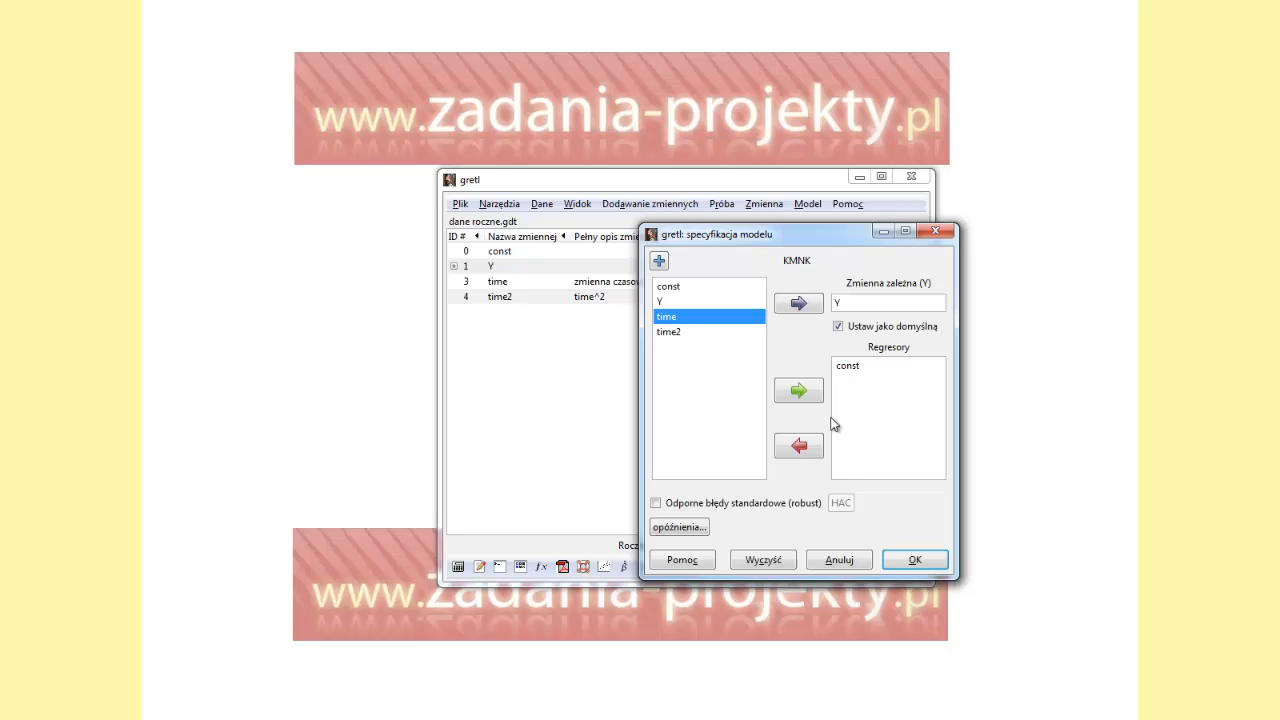 www.zadania-projekty.pl
gretl
Plik Narzędzia Dane Widok Dodawanie zmiennych Próba Zmienna Model Pomoc
dane roczne.gdt
ID # Nazwa zmiennej Pełny opis zmie
0 const
1 Y
3 time zmienna czasow
4 time2 time^2
Rocz
gretl: specyfikacja modelu
KMNK
const
Y
time
time2
Zmienna zależna (Y)
Y
Ustaw jako domyślną
Regresory
const
Odporne błędy standardowe (robust) HAC
opóźnienia...
Pomoc Wyczyść Anuluj OK
www.zadania-projekty.pl